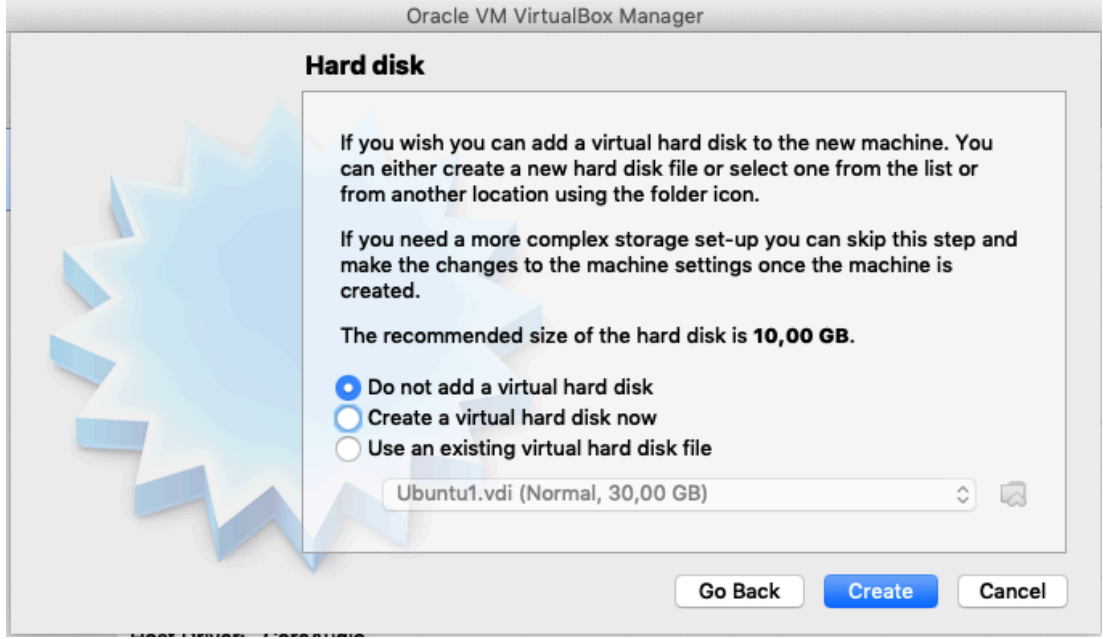 Oracle VM VirtualBox Manager
Hard disk
If you wish you can add a virtual hard disk to the new machine. You
can either create a new hard disk file or select one from the list or
from another location using the folder icon.
If you need a more complex storage set-up you can skip this step and
make the changes to the machine settings once the machine is
created.
The recommended size of the hard disk is 10,00 GB.
Do not add a virtual hard disk
Create a virtual hard disk now
Use an existing virtual hard disk file
Ubuntu1.vdi (Normal, 30,00 GB)
Go Back Create Cancel
Host Driver: CoreAudio